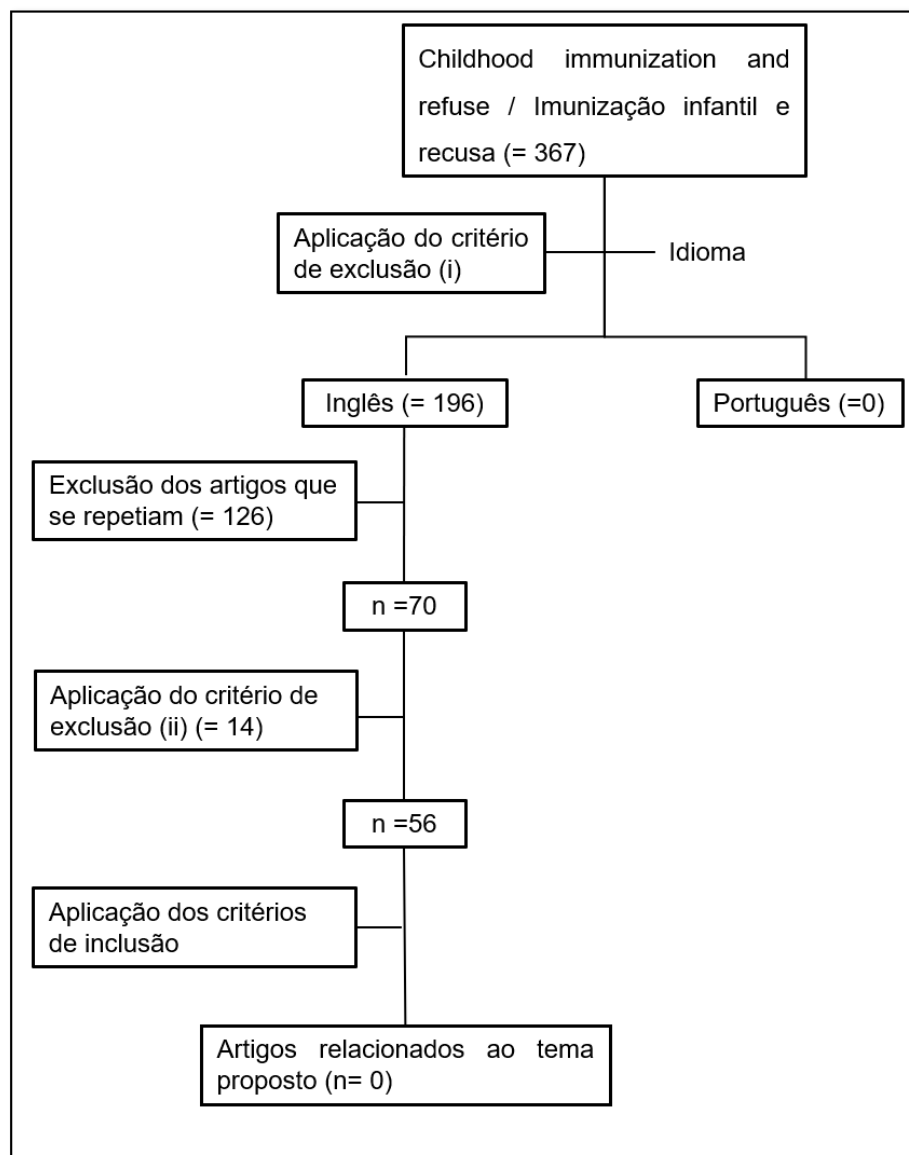 Childhood immunization and
refuse / Imunização infantil e
recusa (= 367)
Aplicação do critério
de exclusão (i)
Idioma
Inglês (= 196)
Português (=0)
Exclusão dos artigos que
se repetiam (= 126)
n =70
Aplicação do critério de
exclusão (ii) (= 14)
n =56
Aplicação dos critérios
de inclusão
Artigos relacionados ao tema
proposto (n= 0)